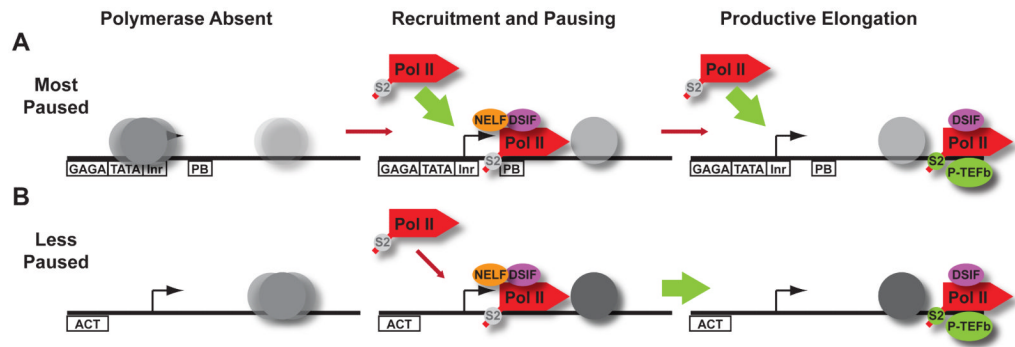 Polymerase Absent
Recruitment and Pausing
Productive Elongation
A
Most
Paused
GAGA TATA Inr PB
S2 Pol II
NELF DSIF
S2 Pol II
GAGA TATA Inr PB
S2 Pol II
DSIF
S2 Pol II
P-TEFb
GAGA TATA Inr PB
B
Less
Paused
ACT
S2 Pol II
NELF DSIF
S2 Pol II
ACT
DSIF
S2 Pol II
P-TEFb
ACT